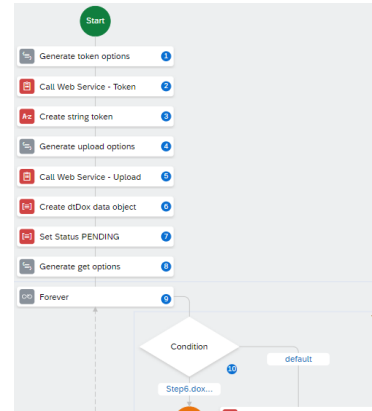 Start
Generate token options 1
Call Web Service - Token 2
A-z Create string token 3
Generate upload options 4
Call Web Service - Upload 5
Create dtDox data object 6
Set Status PENDING 7
Generate get options 8
Forever 9
Condition
10
default
Step6.dox...